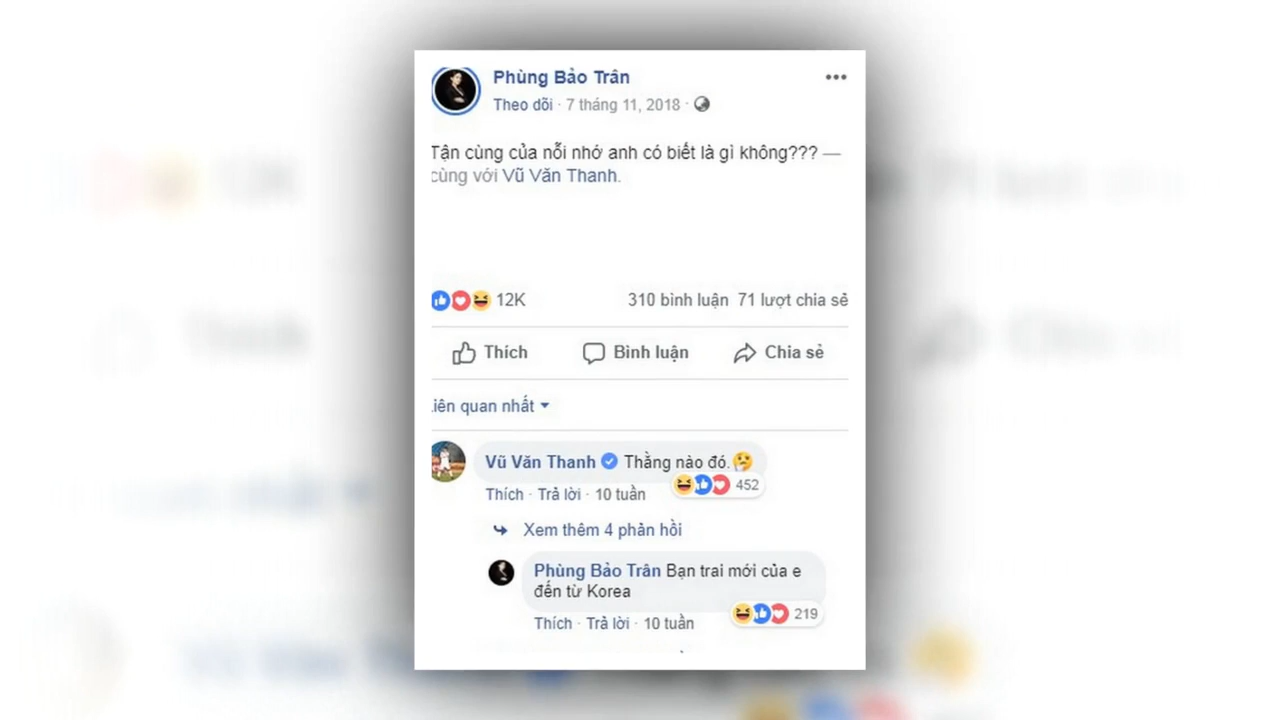 Phùng Bảo Trân
Theo dõi · 7 tháng 11, 2018 ·
Tận cùng của nỗi nhớ anh có biết là gì không??? —
cùng với Vũ Văn Thanh.
12K 310 bình luận 71 lượt chia sẻ
Thích Bình luận Chia sẻ
iên quan nhất
Vũ Văn Thanh Thằng nào đó.🤔
452
Thích · Trả lời · 10 tuần
Xem thêm 4 phản hồi
Phùng Bảo Trân Bạn trai mới của e
đến từ Korea
219
Thích · Trả lời · 10 tuần